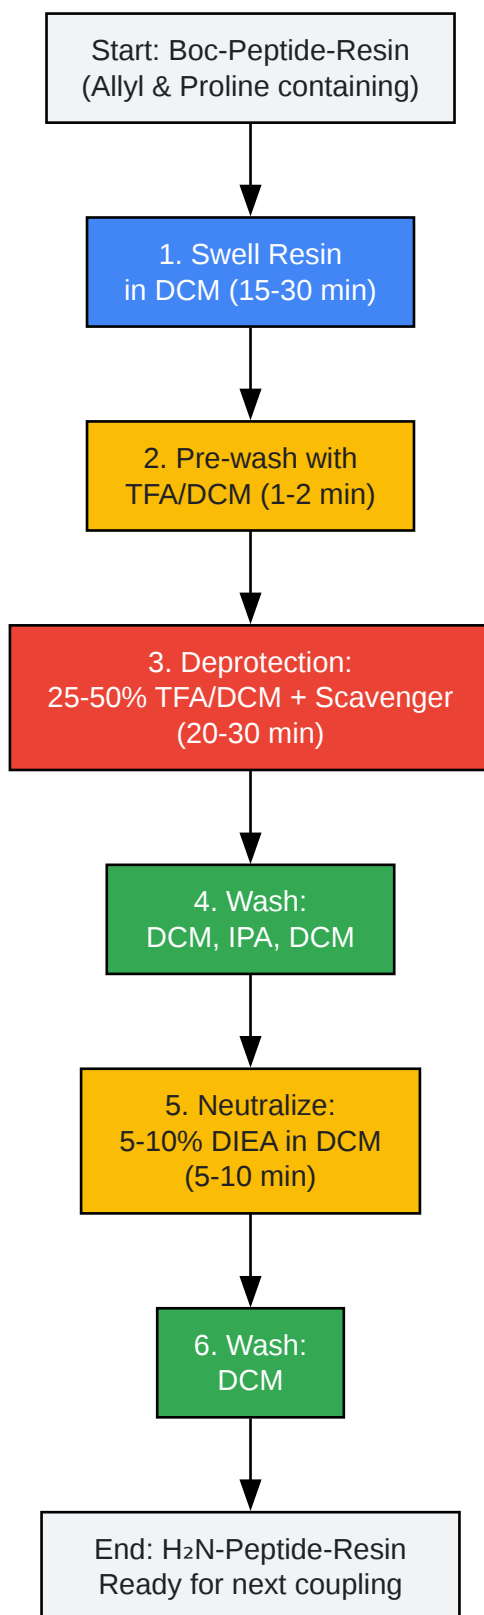 Start: Boc-Peptide-Resin
(Allyl & Proline containing)
1. Swell Resin
in DCM (15-30 min)
2. Pre-wash with
TFA/DCM (1-2 min)
3. Deprotection:
25-50% TFA/DCM + Scavenger
(20-30 min)
4. Wash:
DCM, IPA, DCM
5. Neutralize:
5-10% DIEA in DCM
(5-10 min)
6. Wash:
DCM
End: H₂N-Peptide-Resin
Ready for next coupling